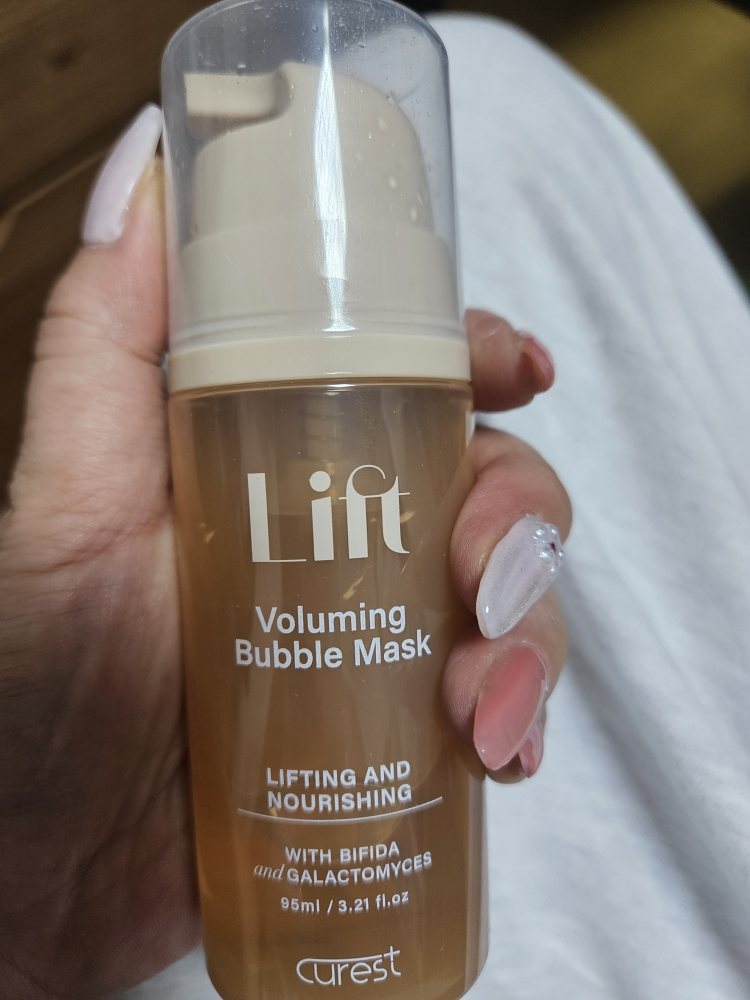 Lift
Voluming
Bubble Mask
LIFTING AND
NOURISHING
WITH BIFIDA
and GALACTOMYCES
95ml / 3.21 fl.oz
curest